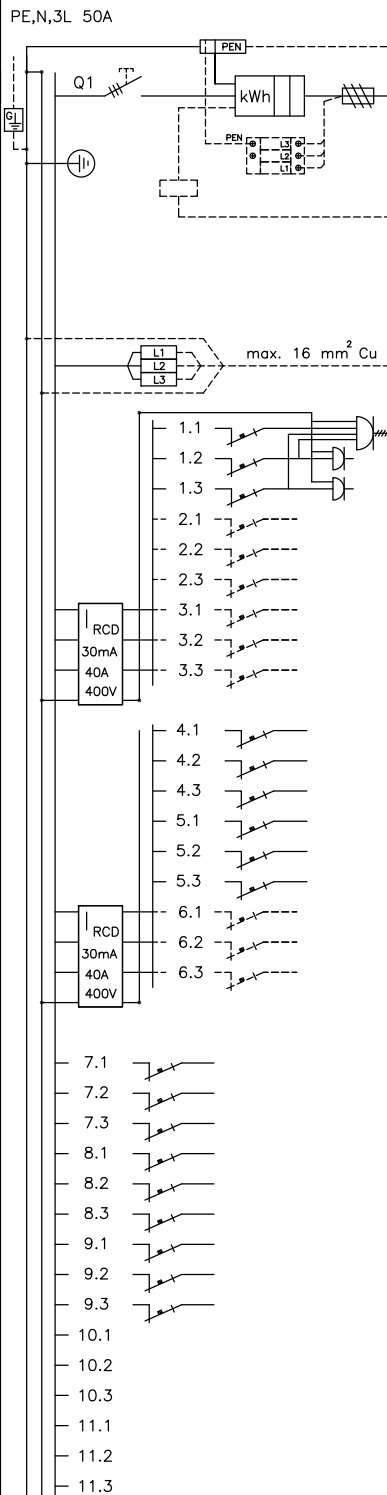 PE,N,3L 50A
PEN
Q1
kWh
G
PEN
L3
L2
L1
L1
L2
L3
max. 16 mm² Cu
1.1
1.2
1.3
2.1
2.2
2.3
3.1
3.2
3.3
I RCD
30mA
40A
400V
4.1
4.2
4.3
5.1
5.2
5.3
6.1
6.2
6.3
I RCD
30mA
40A
400V
7.1
7.2
7.3
8.1
8.2
8.3
9.1
9.2
9.3
10.1
10.2
10.3
11.1
11.2
11.3